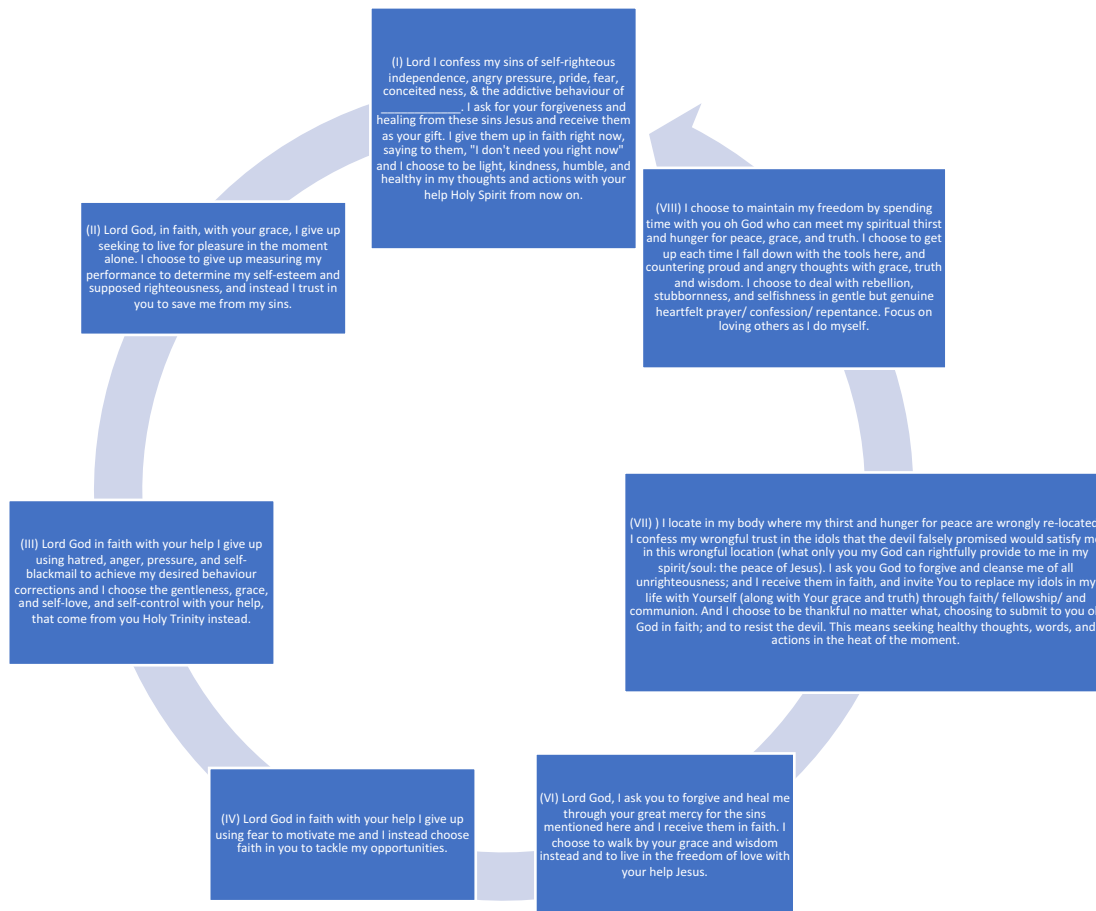 (I) Lord I confess my sins of self-righteous
independence, angry pressure, pride, fear,
conceited ness, & the addictive behaviour of
____________. I ask for your forgiveness and
healing from these sins Jesus and receive them
as your gift. I give them up in faith right now,
saying to them, "I don't need you right now"
and I choose to be light, kindness, humble, and
healthy in my thoughts and actions with your
help Holy Spirit from now on.
(II) Lord God, in faith, with your grace, I give up
seeking to live for pleasure in the moment
alone. I choose to give up measuring my
performance to determine my self-esteem and
supposed righteousness, and instead I trust in
you to save me from my sins.
(III) Lord God in faith with your help I give up
using hatred, anger, pressure, and self-
blackmail to achieve my desired behaviour
corrections and I choose the gentleness, grace,
and self-love, and self-control with your help,
that come from you Holy Trinity instead.
(IV) Lord God in faith with your help I give up
using fear to motivate me and I instead choose
faith in you to tackle my opportunities.
(VI) Lord God, I ask you to forgive and heal me
through your great mercy for the sins
mentioned here and I receive them in faith. I
choose to walk by your grace and wisdom
instead and to live in the freedom of love with
your help Jesus.
(VII) ) I locate in my body where my thirst and hunger for peace are wrongly re-located
I confess my wrongful trust in the idols that the devil falsely promised would satisfy me
in this wrongful location (what only you my God can rightfully provide to me in my
spirit/soul: the peace of Jesus). I ask you God to forgive and cleanse me of all
unrighteousness; and I receive them in faith, and invite You to replace my idols in my
life with Yourself (along with Your grace and truth) through faith/ fellowship/ and
communion. And I choose to be thankful no matter what, choosing to submit to you
God in faith; and to resist the devil. This means seeking healthy thoughts, words, and
actions in the heat of the moment.
(VIII) I choose to maintain my freedom by spending
time with you oh God who can meet my spiritual thirst
and hunger for peace, grace, and truth. I choose to get
up each time I fall down with the tools here, and
countering proud and angry thoughts with grace, truth
and wisdom. I choose to deal with rebellion,
stubbornness, and selfishness in gentle but genuine
heartfelt prayer/ confession/ repentance. Focus on
loving others as I do myself.